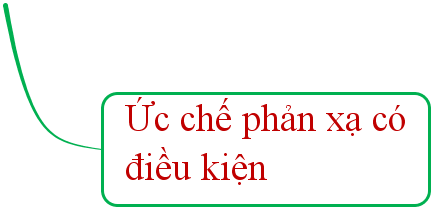 Ức chế phản xạ có
điều kiện